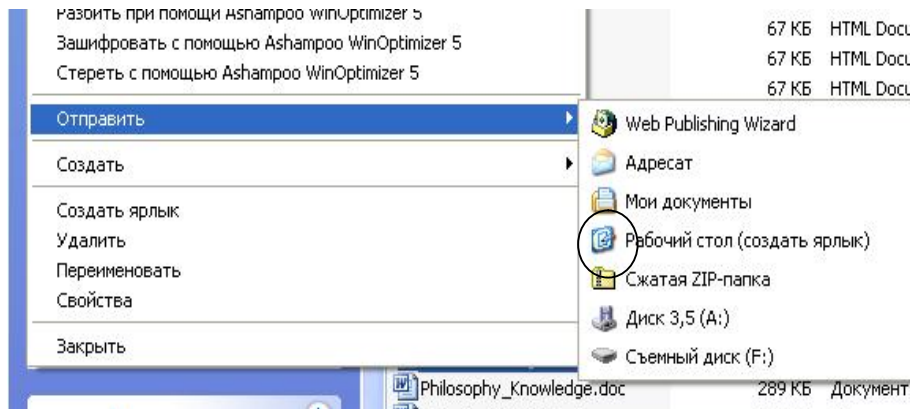 Разбить при помощи Ashampoo WinOptimizer 5
Зашифровать с помощью Ashampoo WinOptimizer 5
Стереть с помощью Ashampoo WinOptimizer 5
Отправить
Создать
Создать ярлык
Удалить
Переименовать
Свойства
Закрыть
Web Publishing Wizard
Адресат
Мои документы
Рабочий стол (создать ярлык)
Сжатая ZIP-папка
Диск 3,5 (A:)
Съемный диск (F:)
67 КБ HTML Docu
67 КБ HTML Docu
67 КБ HTML Docu
Philosophy_Knowledge.doc 289 КБ Документ